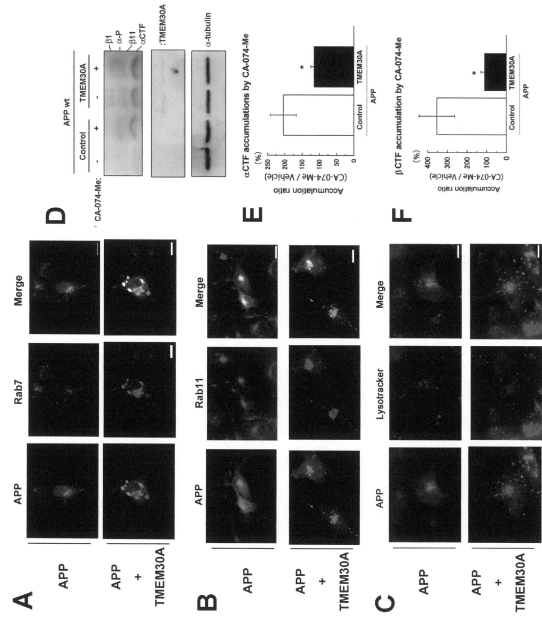 A
APP
Rab7
Merge
APP
APP
+
TMEM30A
B
APP
Rab11
Merge
APP
APP
+
TMEM30A
C
APP
Lysotracker
Merge
APP
APP
+
TMEM30A
D
APP wt
Control
TMEM30A
CA-074-Me:
-
+
-
+
β1
α-P
β11
αCTF
:TMEM30A
α-tubulin
E
αCTF accumulations by CA-074-Me
(%)
250
200
150
100
50
0
Accumulation ratio
(CA-074-Me / Vehicle)
*
Control
TMEM30A
APP
F
βCTF accumulation by CA-074-Me
(%)
400
200
0
Accumulation ratio
(CA-074-Me / Vehicle)
*
Control
TMEM30A
APP